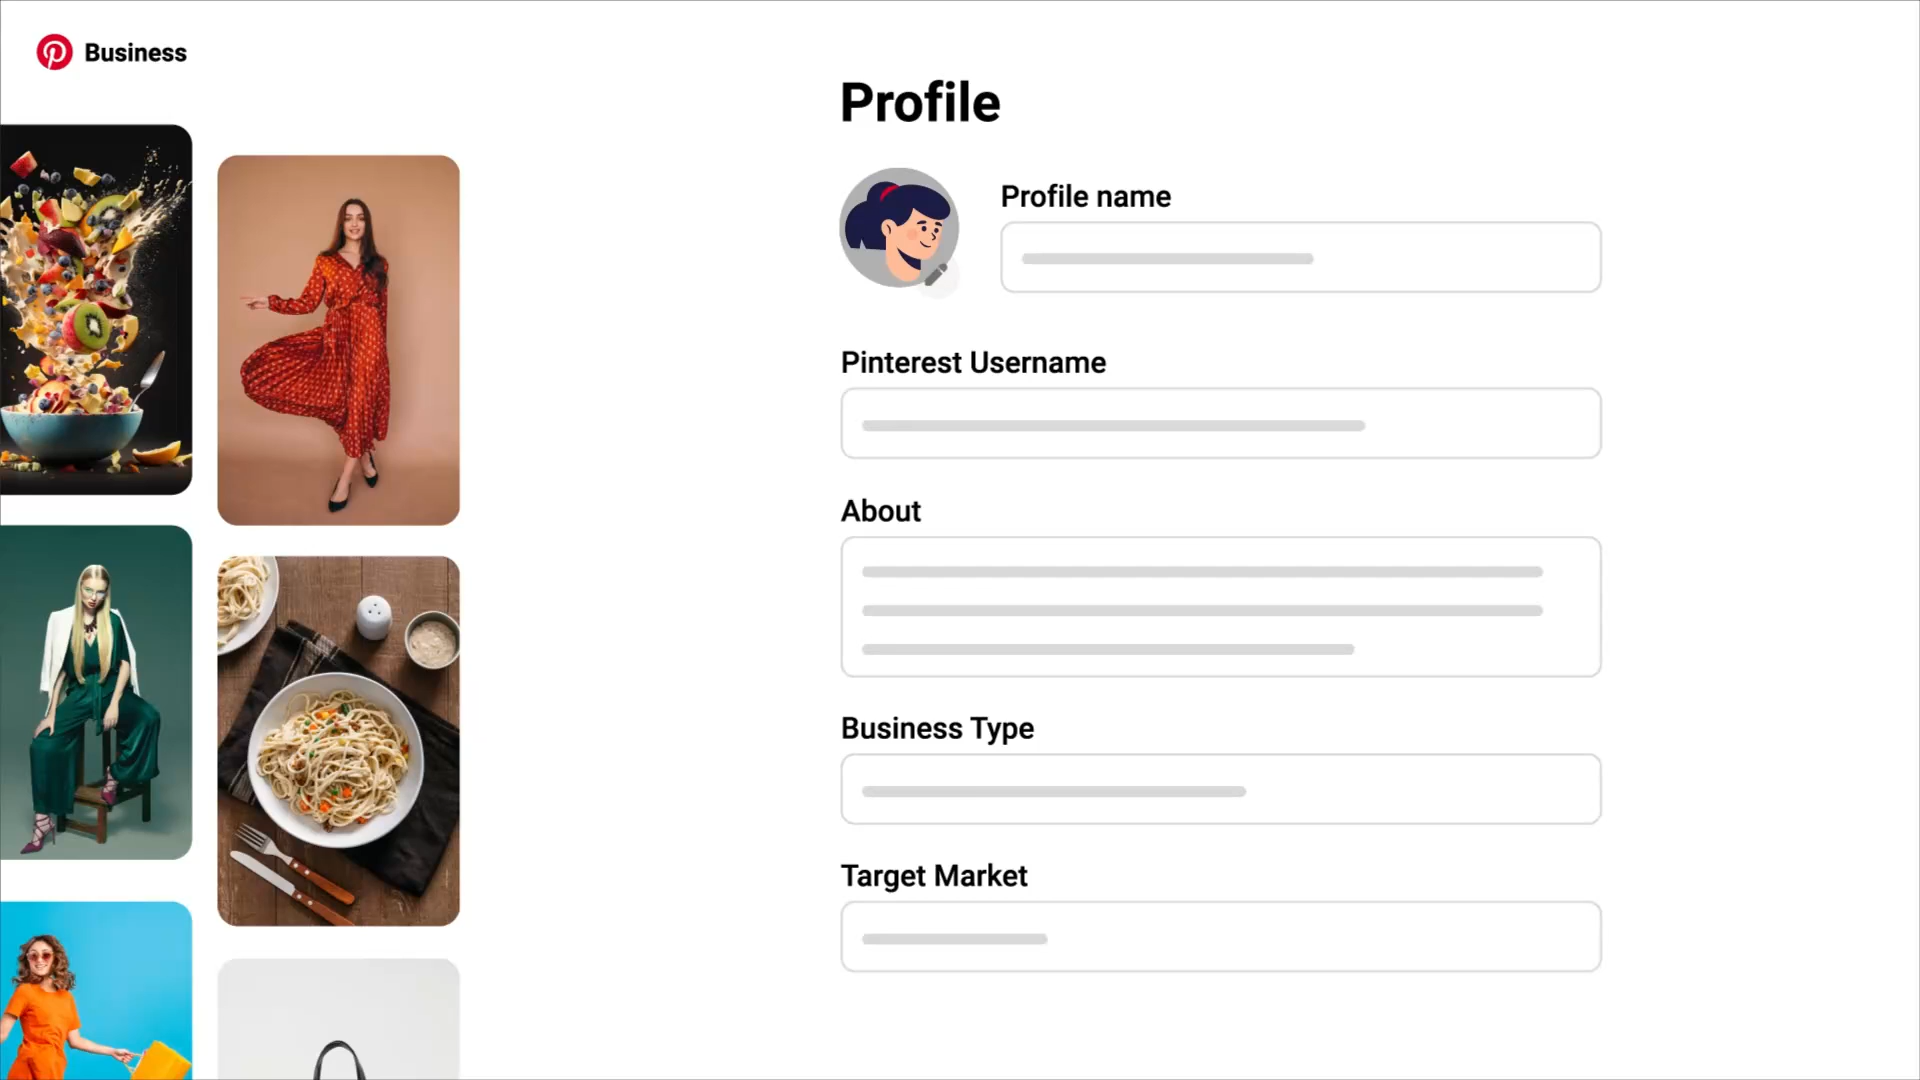 Business
Profile
Profile name
Pinterest Username
About
Business Type
Target Market